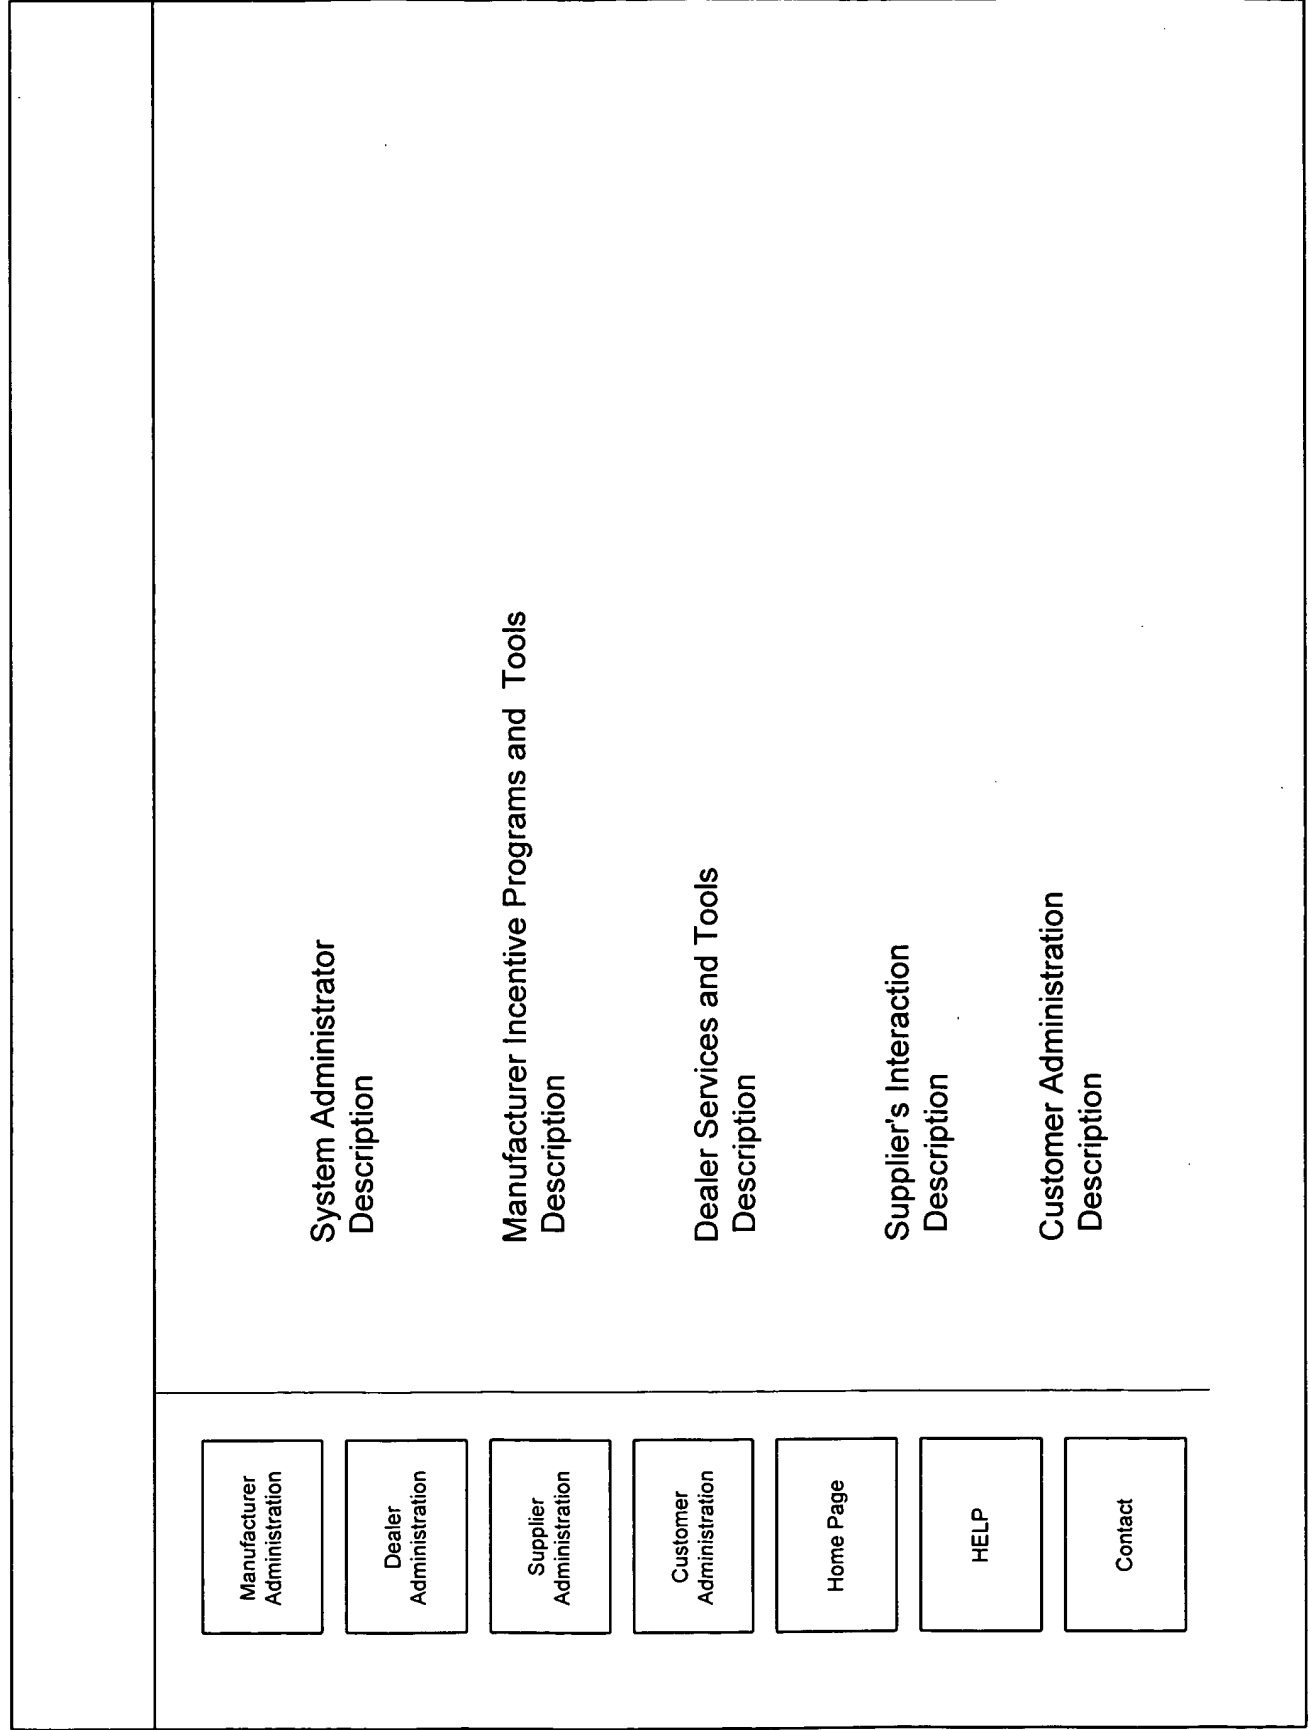 Manufacturer
Administration
Dealer
Administration
Supplier
Administration
Customer
Administration
Home Page
HELP
Contact
System Administrator
Description
Manufacturer Incentive Programs and Tools
Description
Dealer Services and Tools
Description
Supplier's Interaction
Description
Customer Administration
Description